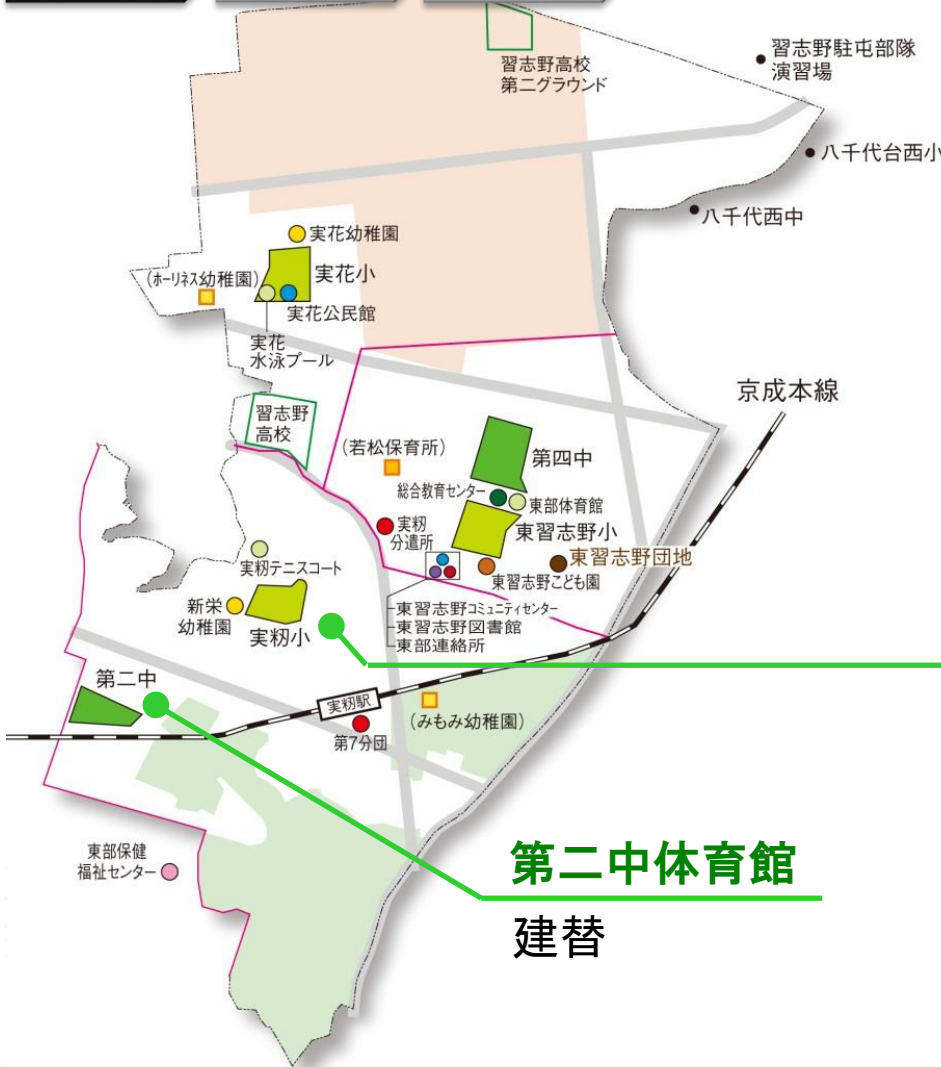 習志野高校
第二グラウンド
習志野駐屯部隊
演習場
八千代台西小
八千代西中
実花幼稚園
実花小
(ホーリネス幼稚園)
実花公民館
実花
水泳プール
京成本線
習志野
高校
(若松保育所)
第四中
総合教育センター
東部体育館
東習志野小
実籾
分遣所
東習志野団地
東習志野こども園
実籾テニスコート
新栄
幼稚園
実籾小
東習志野コミュニティセンター
東習志野図書館
東部連絡所
第二中
実籾駅
(みもみ幼稚園)
第7分団
東部保健
福祉センター
第二中体育館
建替